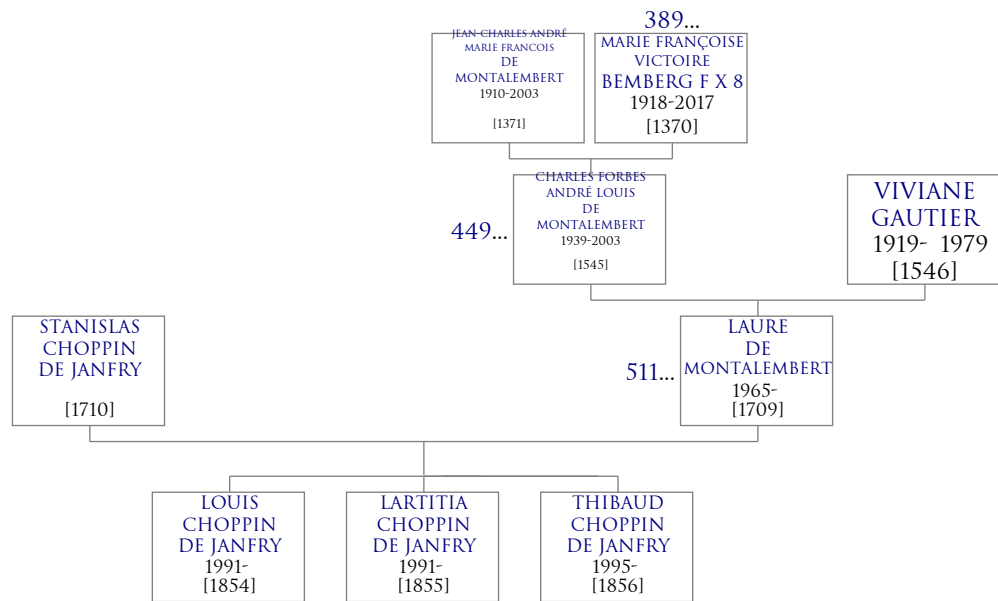 389...
JEAN-CHARLES ANDRÉ
MARIE FRANCOIS
DE
MONTALEMBERT
1910-2003
[1371]
MARIE FRANÇOISE
VICTOIRE
BEMBERG F X 8
1918-2017
[1370]
449...
CHARLES FORBES
ANDRÉ LOUIS
DE
MONTALEMBERT
1939-2003
[1545]
VIVIANE
GAUTIER
1919- 1979
[1546]
STANISLAS
CHOPPIN
DE JANFRY
[1710]
511...
LAURE
DE
MONTALEMBERT
1965-
[1709]
LOUIS
CHOPPIN
DE JANFRY
1991-
[1854]
LARTITIA
CHOPPIN
DE JANFRY
1991-
[1855]
THIBAUD
CHOPPIN
DE JANFRY
1995-
[1856]